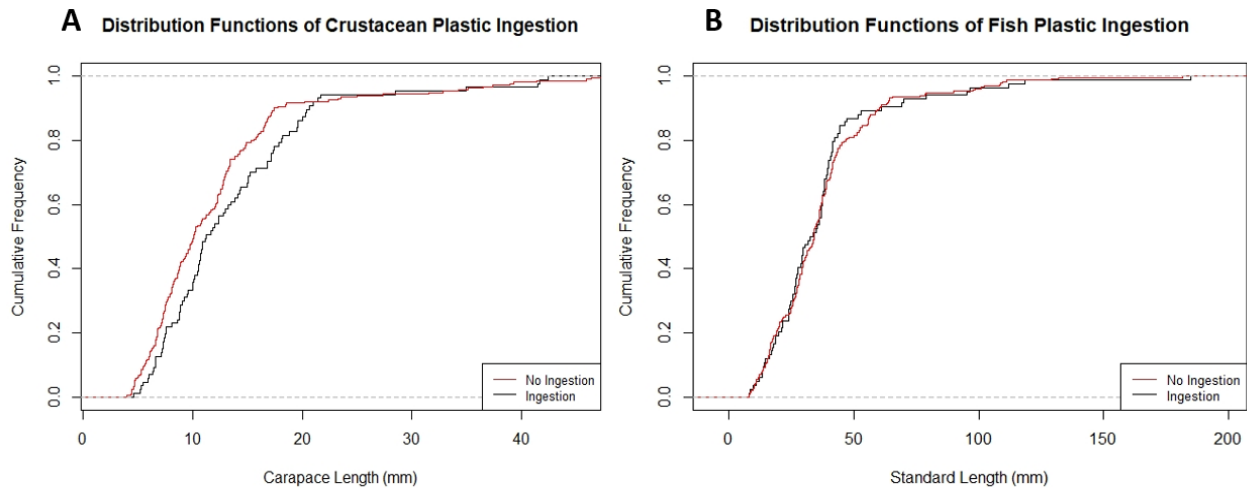 A Distribution Functions of Crustacean Plastic Ingestion
Cumulative Frequency
1.0
0.8
0.6
0.4
0.2
0.0
No Ingestion
Ingestion
0 10 20 30 40
Carapace Length (mm)
B Distribution Functions of Fish Plastic Ingestion
Cumulative Frequency
1.0
0.8
0.6
0.4
0.2
0.0
No Ingestion
Ingestion
0 50 100 150 200
Standard Length (mm)